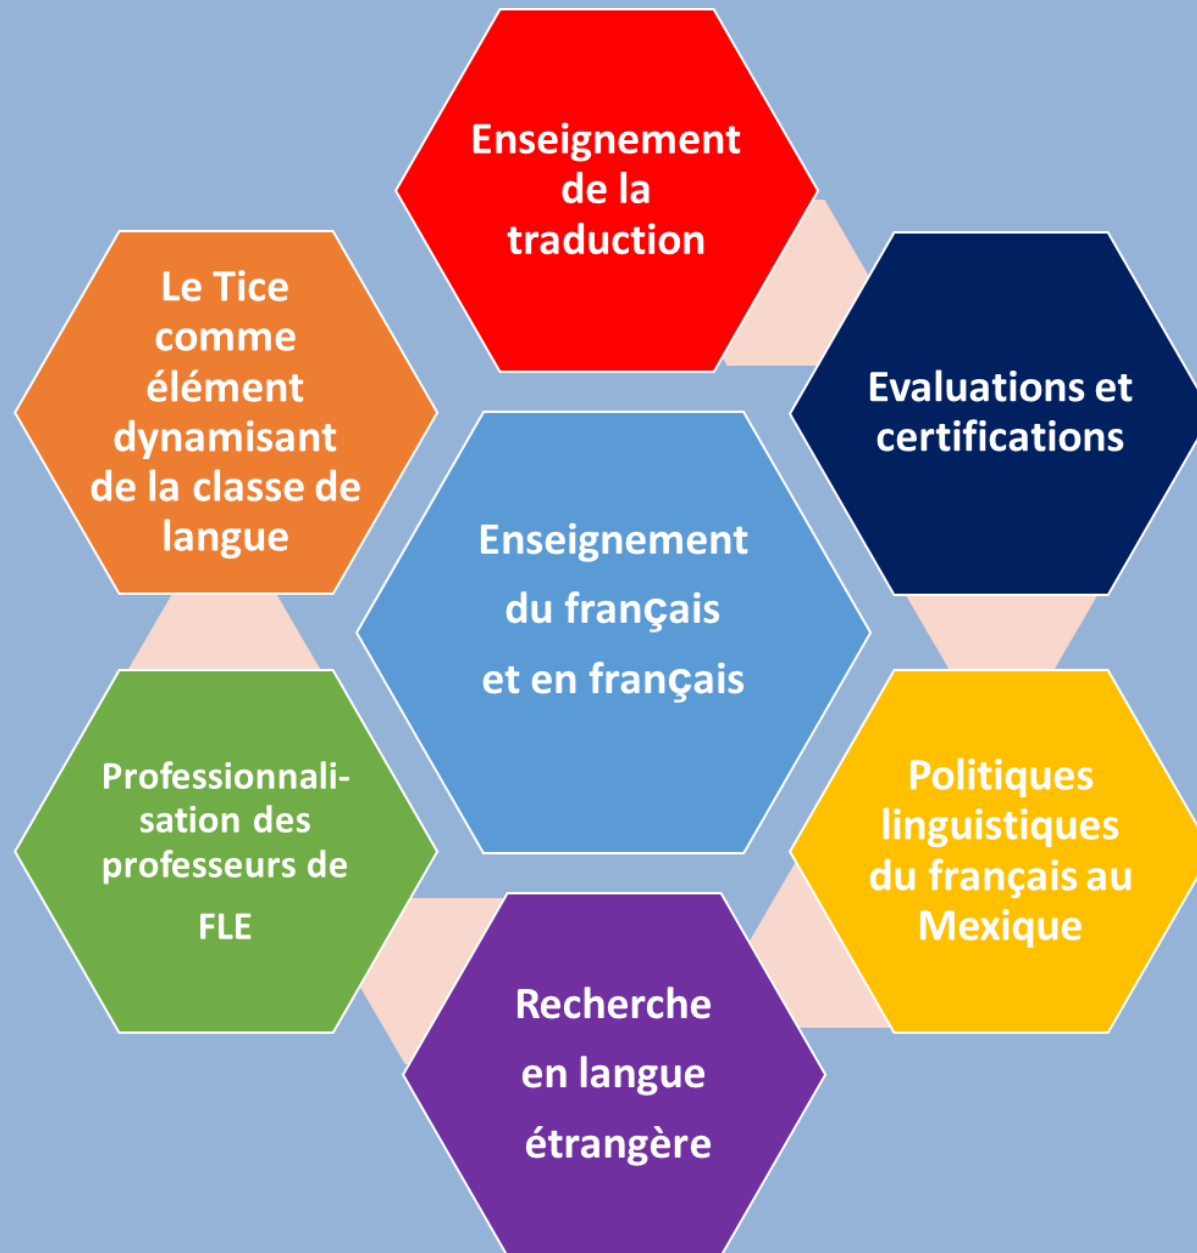 Enseignement
de la
traduction
Le Tice
comme
élément
dynamisant
de la classe de
langue
Evaluations et
certifications
Enseignement
du français
et en français
Professionnali-
sation des
professeurs de
FLE
Politiques
linguistiques
du français au
Mexique
Recherche
en langue
étrangère